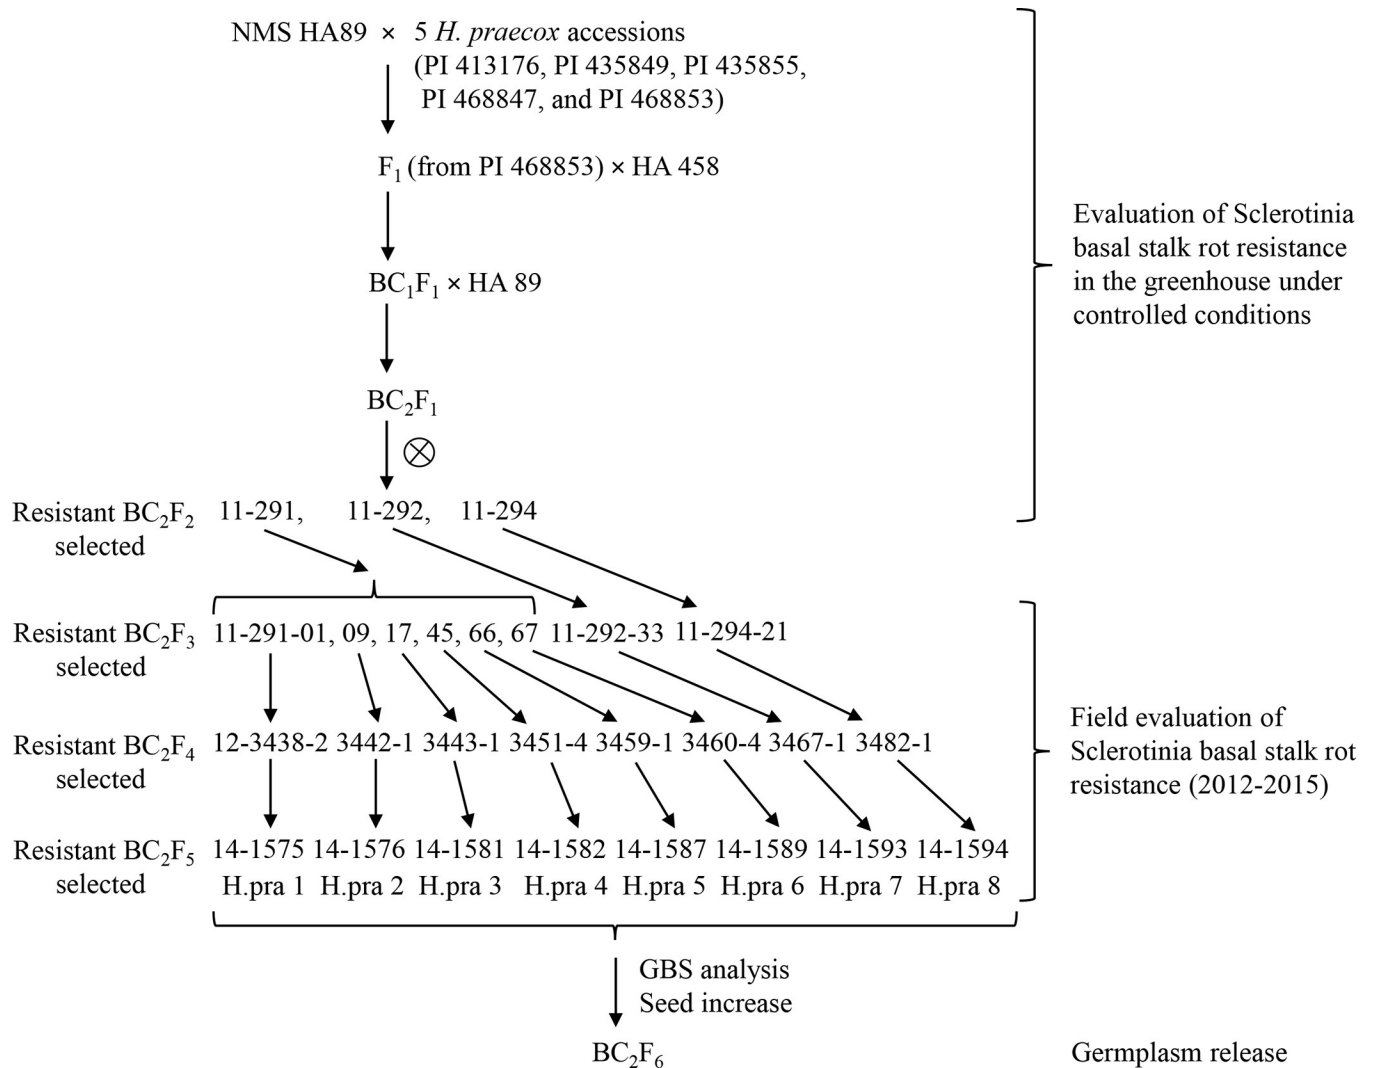 NMS HA89 × 5 H. praecox accessions
(PI 413176, PI 435849, PI 435855,
PI 468847, and PI 468853)
F₁ (from PI 468853) × HA 458
BC₁F₁ × HA 89
BC₂F₁
Evaluation of Sclerotinia
basal stalk rot resistance
in the greenhouse under
controlled conditions
Resistant BC₂F₂
selected
11-291, 11-292, 11-294
Resistant BC₂F₃
selected
11-291-01, 09, 17, 45, 66, 67 11-292-33 11-294-21
Resistant BC₂F₄
selected
12-3438-2 3442-1 3443-1 3451-4 3459-1 3460-4 3467-1 3482-1
Field evaluation of
Sclerotinia basal stalk rot
resistance (2012-2015)
Resistant BC₂F₅
selected
14-1575 14-1576 14-1581 14-1582 14-1587 14-1589 14-1593 14-1594
H.pra 1 H.pra 2 H.pra 3 H.pra 4 H.pra 5 H.pra 6 H.pra 7 H.pra 8
GBS analysis
Seed increase
BC₂F₆
Germplasm release